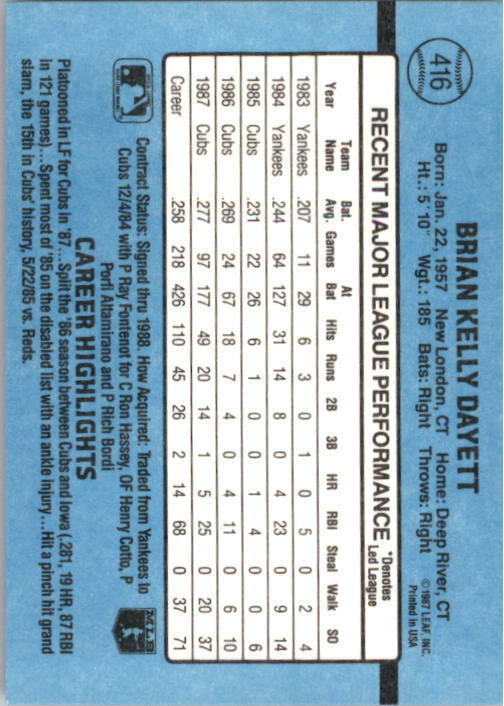 416
BRIAN KELLY DAYETT
Born: Jan. 22, 1957 New London, CT Home: Deep River, CT
Ht.: 5' 10" Wgt.: 185 Bats: Right Throws: Right
©1987 LEAF, INC.
Printed in USA
RECENT MAJOR LEAGUE PERFORMANCE *Denotes Led League
Year Team Name Bat. Avg. Games At Bat Hits Runs 2B 3B HR RBI Steal Walk SO
1983 Yankees .207 11 29 6 3 0 1 0 5 0 2 4
1984 Yankees .244 64 127 31 14 8 0 4 23 0 9 14
1985 Cubs .231 22 26 6 1 0 0 1 4 0 0 6
1986 Cubs .269 24 67 18 7 4 0 4 11 0 6 10
1987 Cubs .277 97 177 49 20 14 1 5 25 0 20 37
Career .258 218 426 110 45 26 2 14 68 0 37 71
Contract Status: Signed thru 1988. How Acquired: Traded from Yankees to
Cubs 12/4/84 with P Ray Fontenot for C Ron Hassey, OF Henry Cotto, P
Porfi Altamirano and P Rich Bordi
MLB
CAREER HIGHLIGHTS
Platooned in LF for Cubs in '87...Split the '86 season between Cubs and Iowa (.281, 19 HR, 87 RBI
in 121 games)...Spent most of '85 on the disabled list with an ankle injury...Hit a pinch hit grand
slam, the 15th in Cubs' history, 5/22/85 vs. Reds.